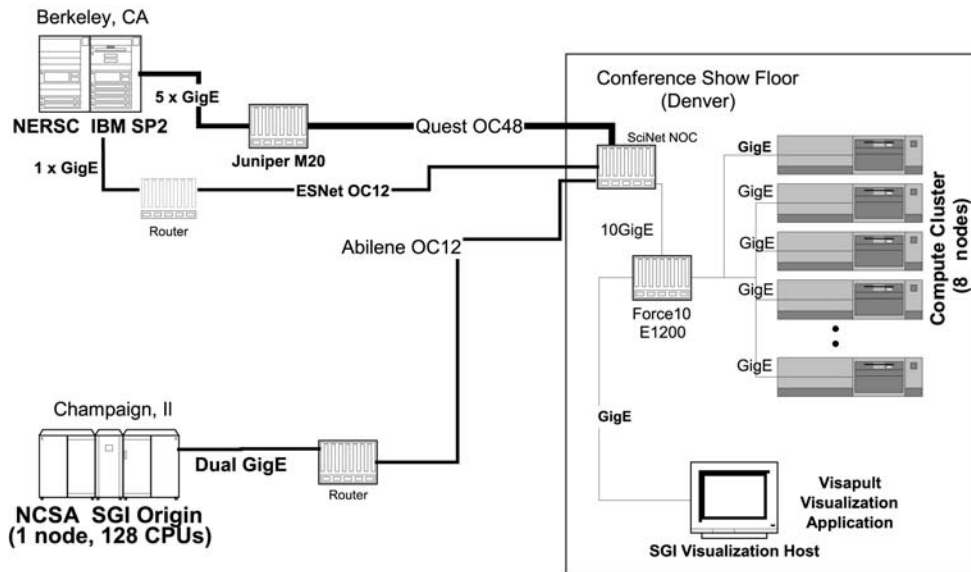 Berkeley, CA
5 x GigE
NERSC IBM SP2
Juniper M20
Quest OC48
1 x GigE
Router
ESNet OC12
Abilene OC12
Champaign, Il
Dual GigE
Router
NCSA SGI Origin
(1 node, 128 CPUs)
Conference Show Floor
(Denver)
SciNet NOC
10GigE
Force10
E1200
GigE
GigE
GigE
GigE
GigE
Compute Cluster
(8 nodes)
GigE
SGI Visualization Host
Visapult
Visualization
Application